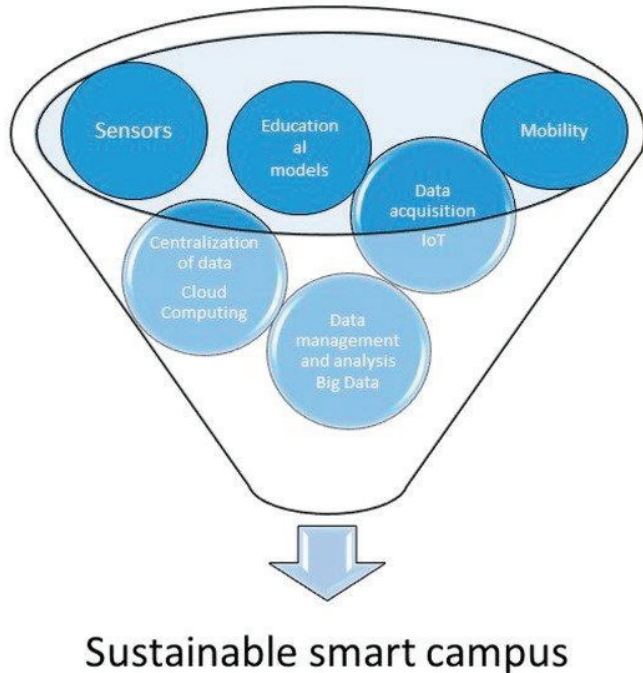 Sensors
Education
al
models
Mobility
Data
acquisition
IoT
Centralization
of data
Cloud
Computing
Data
management
and analysis
Big Data
Sustainable smart campus